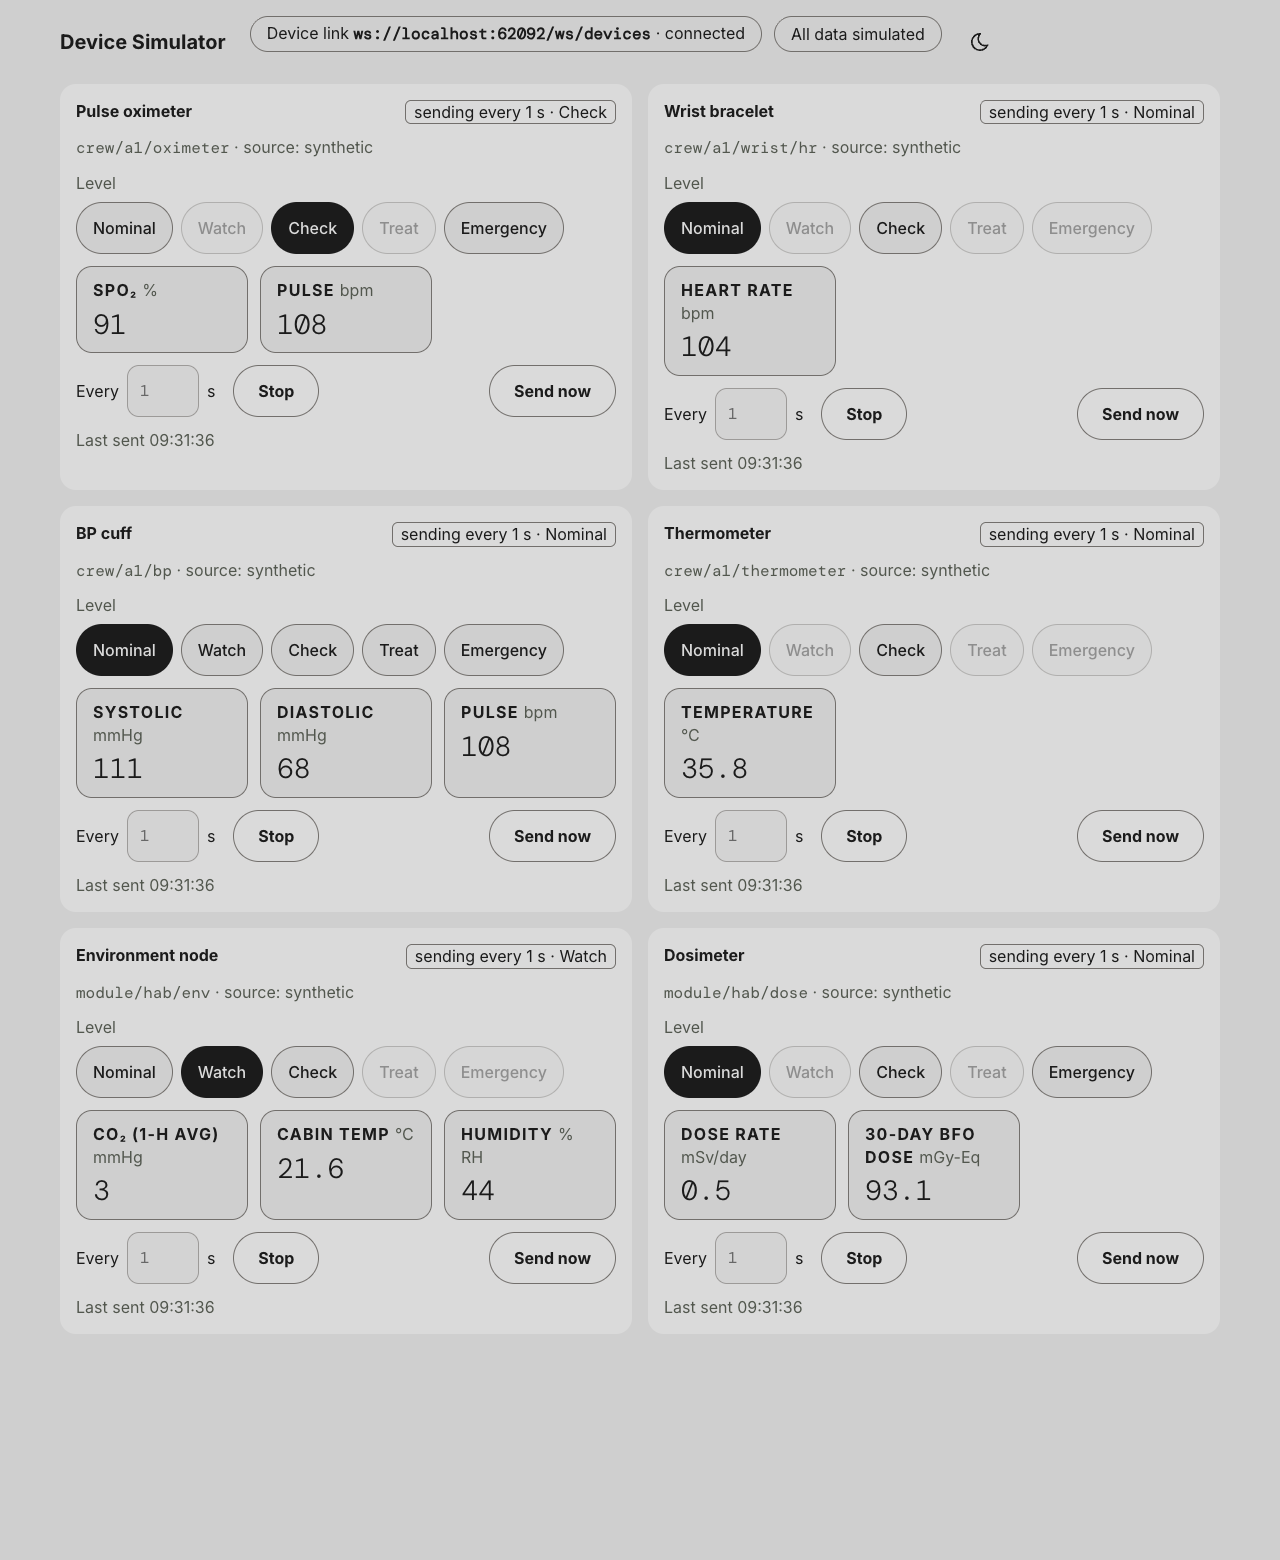 Device Simulator
Device link ws://localhost:62092/ws/devices · connected
All data simulated
Pulse oximeter
sending every 1 s · Check
crew/a1/oximeter · source: synthetic
Level
Nominal Watch Check Treat Emergency
SPO₂ %
91
PULSE bpm
108
Every 1 s Stop Send now
Last sent 09:31:36
Wrist bracelet
sending every 1 s · Nominal
crew/a1/wrist/hr · source: synthetic
Level
Nominal Watch Check Treat Emergency
HEART RATE
bpm
104
Every 1 s Stop Send now
Last sent 09:31:36
BP cuff
sending every 1 s · Nominal
crew/a1/bp · source: synthetic
Level
Nominal Watch Check Treat Emergency
SYSTOLIC
mmHg
111
DIASTOLIC
mmHg
68
PULSE bpm
108
Every 1 s Stop Send now
Last sent 09:31:36
Thermometer
sending every 1 s · Nominal
crew/a1/thermometer · source: synthetic
Level
Nominal Watch Check Treat Emergency
TEMPERATURE
°C
35.8
Every 1 s Stop Send now
Last sent 09:31:36
Environment node
sending every 1 s · Watch
module/hab/env · source: synthetic
Level
Nominal Watch Check Treat Emergency
CO₂ (1-H AVG)
mmHg
3
CABIN TEMP °C
21.6
HUMIDITY %
RH
44
Every 1 s Stop Send now
Last sent 09:31:36
Dosimeter
sending every 1 s · Nominal
module/hab/dose · source: synthetic
Level
Nominal Watch Check Treat Emergency
DOSE RATE
mSv/day
0.5
30-DAY BFO
DOSE mGy-Eq
93.1
Every 1 s Stop Send now
Last sent 09:31:36